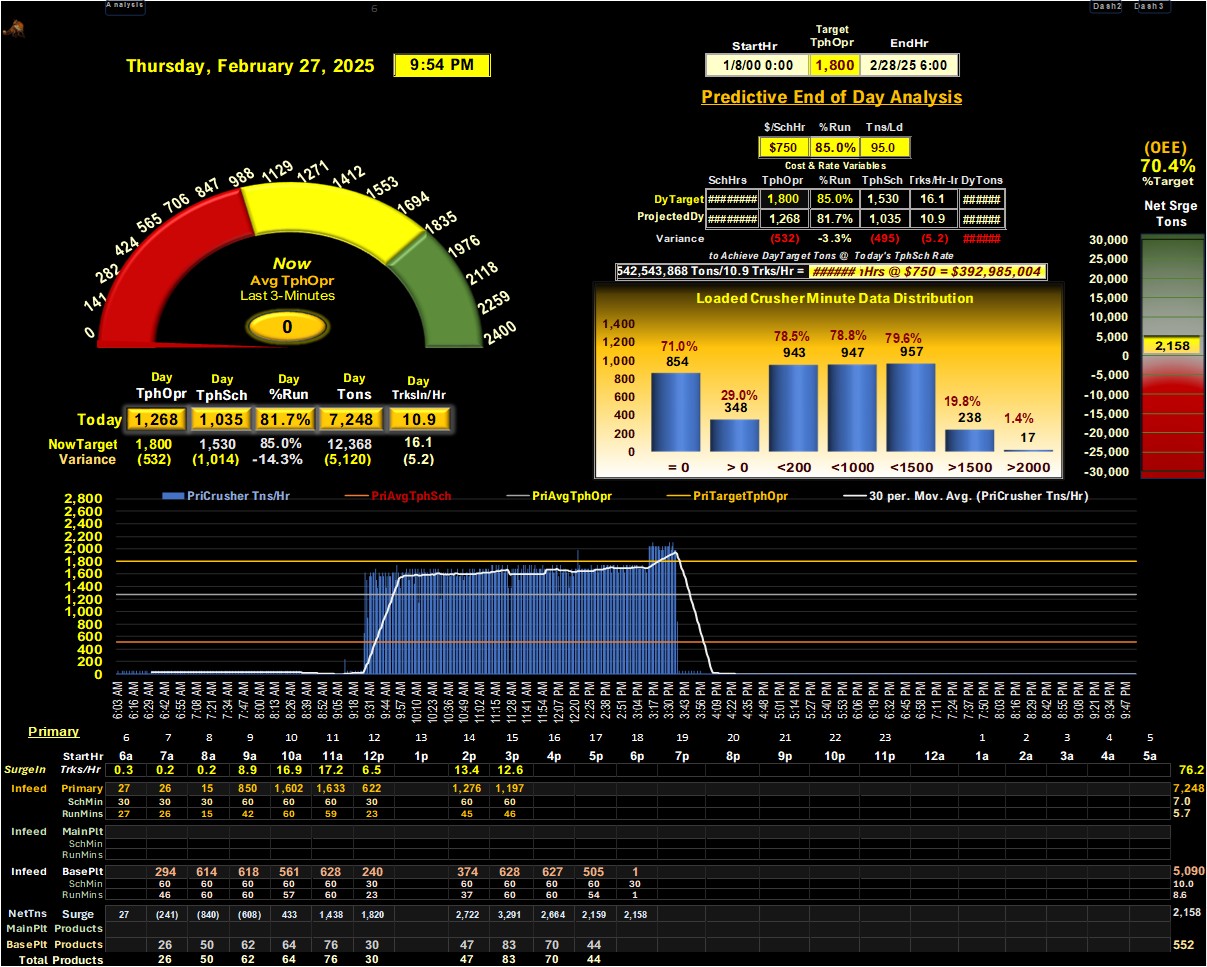 Analysis
6
Dash2 Dash3
Thursday, February 27, 2025
9:54 PM
Target
StartHr TphOpr EndHr
1/8/00 0:00 1,800 2/28/25 6:00
Predictive End of Day Analysis
$/SchHr %Run Tns/Ld
$750 85.0% 95.0
Cost & Rate Variables
SchHrs TphOpr %Run TphSch Trks/Hr-Ir DyTons
DyTarget ######## 1,800 85.0% 1,530 16.1 ######
ProjectedDy ######## 1,268 81.7% 1,035 10.9 ######
Variance (532) -3.3% (495) (5.2) ######
to Achieve DayTarget Tons @ Today's TphSch Rate
542,543,868 Tons/10.9 Trks/Hr = ###### Hrs @ $750 = $392,985,004
(OEE)
70.4%
%Target
Net Srge
Tons
30,000
25,000
20,000
15,000
10,000
5,000
2,158
0
-5,000
-10,000
-15,000
-20,000
-25,000
-30,000
0 141 282 424 565 706 847 988 1129 1271 1412 1553 1694 1835 1976 2118 2259 2400
Now
Avg TphOpr
Last 3-Minutes
0
Day Day Day Day Day
TphOpr TphSch %Run Tons TrksIn/Hr
Today 1,268 1,035 81.7% 7,248 10.9
NowTarget 1,800 1,530 85.0% 12,368 16.1
Variance (532) (1,014) -14.3% (5,120) (5.2)
Loaded Crusher Minute Data Distribution
1,400
1,200
1,000
800
600
400
200
0
71.0% 29.0% 78.5% 78.8% 79.6% 19.8% 1.4%
854 348 943 947 957 238 17
= 0 > 0 <200 <1000 <1500 >1500 >2000
PriCrusher Tns/Hr PriAvgTphSch PriAvgTphOpr PriTargetTphOpr 30 per. Mov. Avg. (PriCrusher Tns/Hr)
2,800
2,600
2,400
2,200
2,000
1,800
1,600
1,400
1,200
1,000
800
600
400
200
0
6:03 AM 6:16 AM 6:29 AM 6:42 AM 6:55 AM 7:08 AM 7:21 AM 7:34 AM 7:47 AM 8:00 AM 8:13 AM 8:26 AM 8:39 AM 8:52 AM 9:05 AM 9:18 AM 9:31 AM 9:44 AM 9:57 AM 10:10 AM 10:23 AM 10:36 AM 10:49 AM 11:02 AM 11:15 AM 11:28 AM 11:41 AM 11:54 AM 12:07 PM 12:20 PM 2:25 PM 2:38 PM 2:51 PM 3:04 PM 3:17 PM 3:30 PM 3:43 PM 3:56 PM 4:09 PM 4:22 PM 4:35 PM 4:48 PM 5:01 PM 5:14 PM 5:27 PM 5:40 PM 5:53 PM 6:06 PM 6:19 PM 6:32 PM 6:45 PM 6:58 PM 7:11 PM 7:24 PM 7:37 PM 7:50 PM 8:03 PM 8:16 PM 8:29 PM 8:42 PM 8:55 PM 9:08 PM 9:21 PM 9:34 PM 9:47 PM
Primary
6 7 8 9 10 11 12 13 14 15 16 17 18 19 20 21 22 23 1 2 3 4 5
StartHr 6a 7a 8a 9a 10a 11a 12p 1p 2p 3p 4p 5p 6p 7p 8p 9p 10p 11p 12a 1a 2a 3a 4a 5a
SurgeIn Trks/Hr 0.3 0.2 0.2 8.9 16.9 17.2 6.5 13.4 12.6 76.2
Infeed Primary 27 26 15 850 1,602 1,633 622 1,276 1,197 7,248
SchMin 30 30 30 60 60 60 30 60 60 7.0
RunMins 27 26 15 42 60 59 23 45 46 5.7
Infeed MainPlt
SchMin
RunMins
Infeed BasePlt 294 614 618 561 628 240 374 628 627 505 1 5,090
SchMin 60 60 60 60 60 30 60 60 60 60 30 10.0
RunMins 46 60 60 57 60 23 37 60 60 54 1 8.6
NetTns Surge 27 (241) (840) (608) 433 1,438 1,820 2,722 3,291 2,664 2,159 2,158 2,158
MainPlt Products
BasePlt Products 26 50 62 64 76 30 47 83 70 44 552
Total Products 26 50 62 64 76 30 47 83 70 44